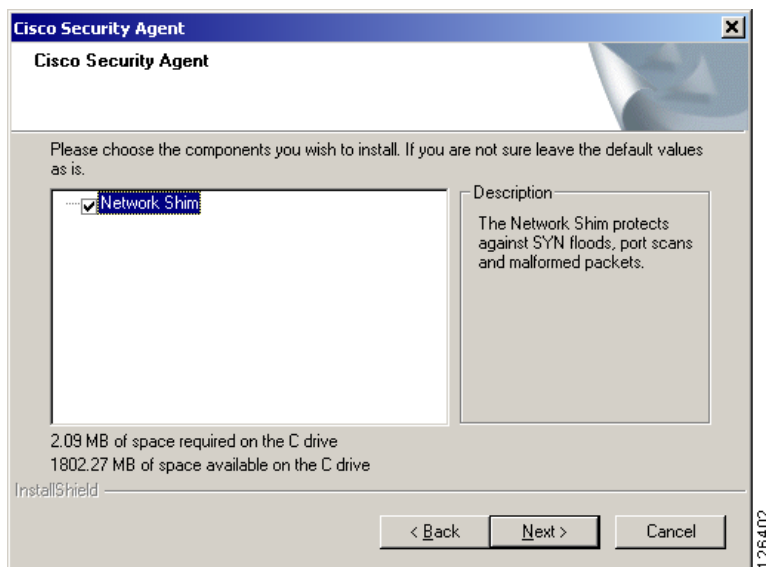 Cisco Security Agent
Cisco Security Agent
Please choose the components you wish to install. If you are not sure leave the default values
as is.
Network Shim
Description
The Network Shim protects
against SYN floods, port scans
and malformed packets.
2.09 MB of space required on the C drive
1802.27 MB of space available on the C drive
InstallShield
< Back
Next >
Cancel
126402